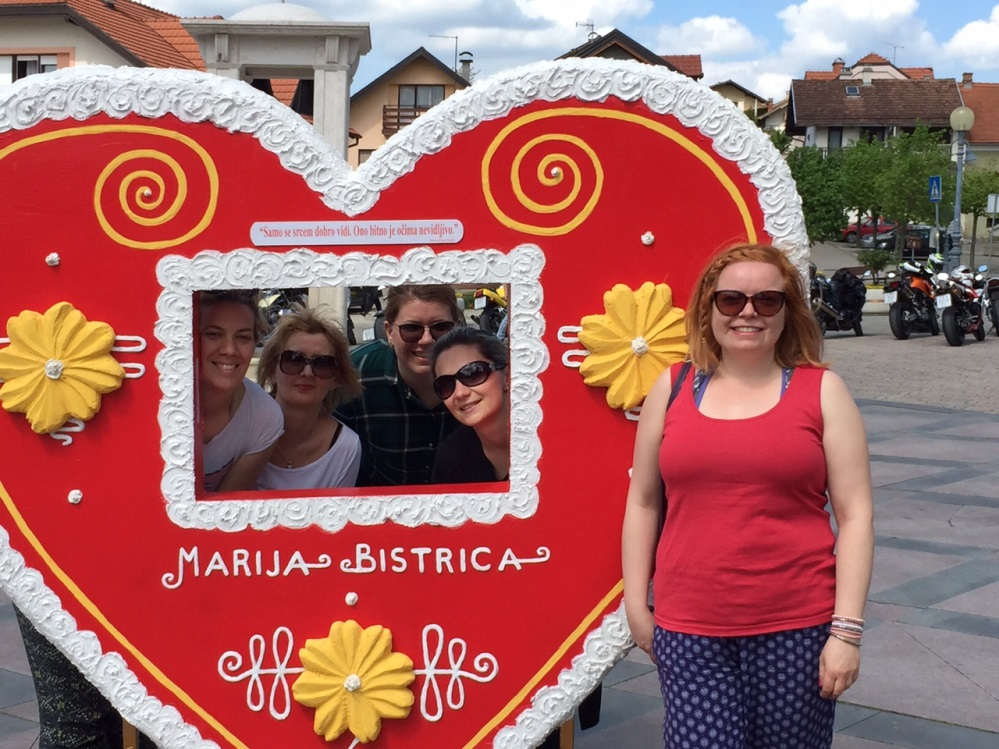 "Samo se srcem dobro vidi. Ono bitno je očima nevidljivo."
MARIJA BISTRICA